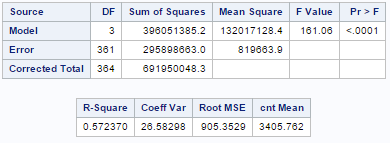 Source DF Sum of Squares Mean Square F Value Pr > F
Model 3 396051385.2 132017128.4 161.06 <.0001
Error 361 295898663.0 819663.9
Corrected Total 364 691950048.3
R-Square Coeff Var Root MSE cnt Mean
0.572370 26.58298 905.3529 3405.762